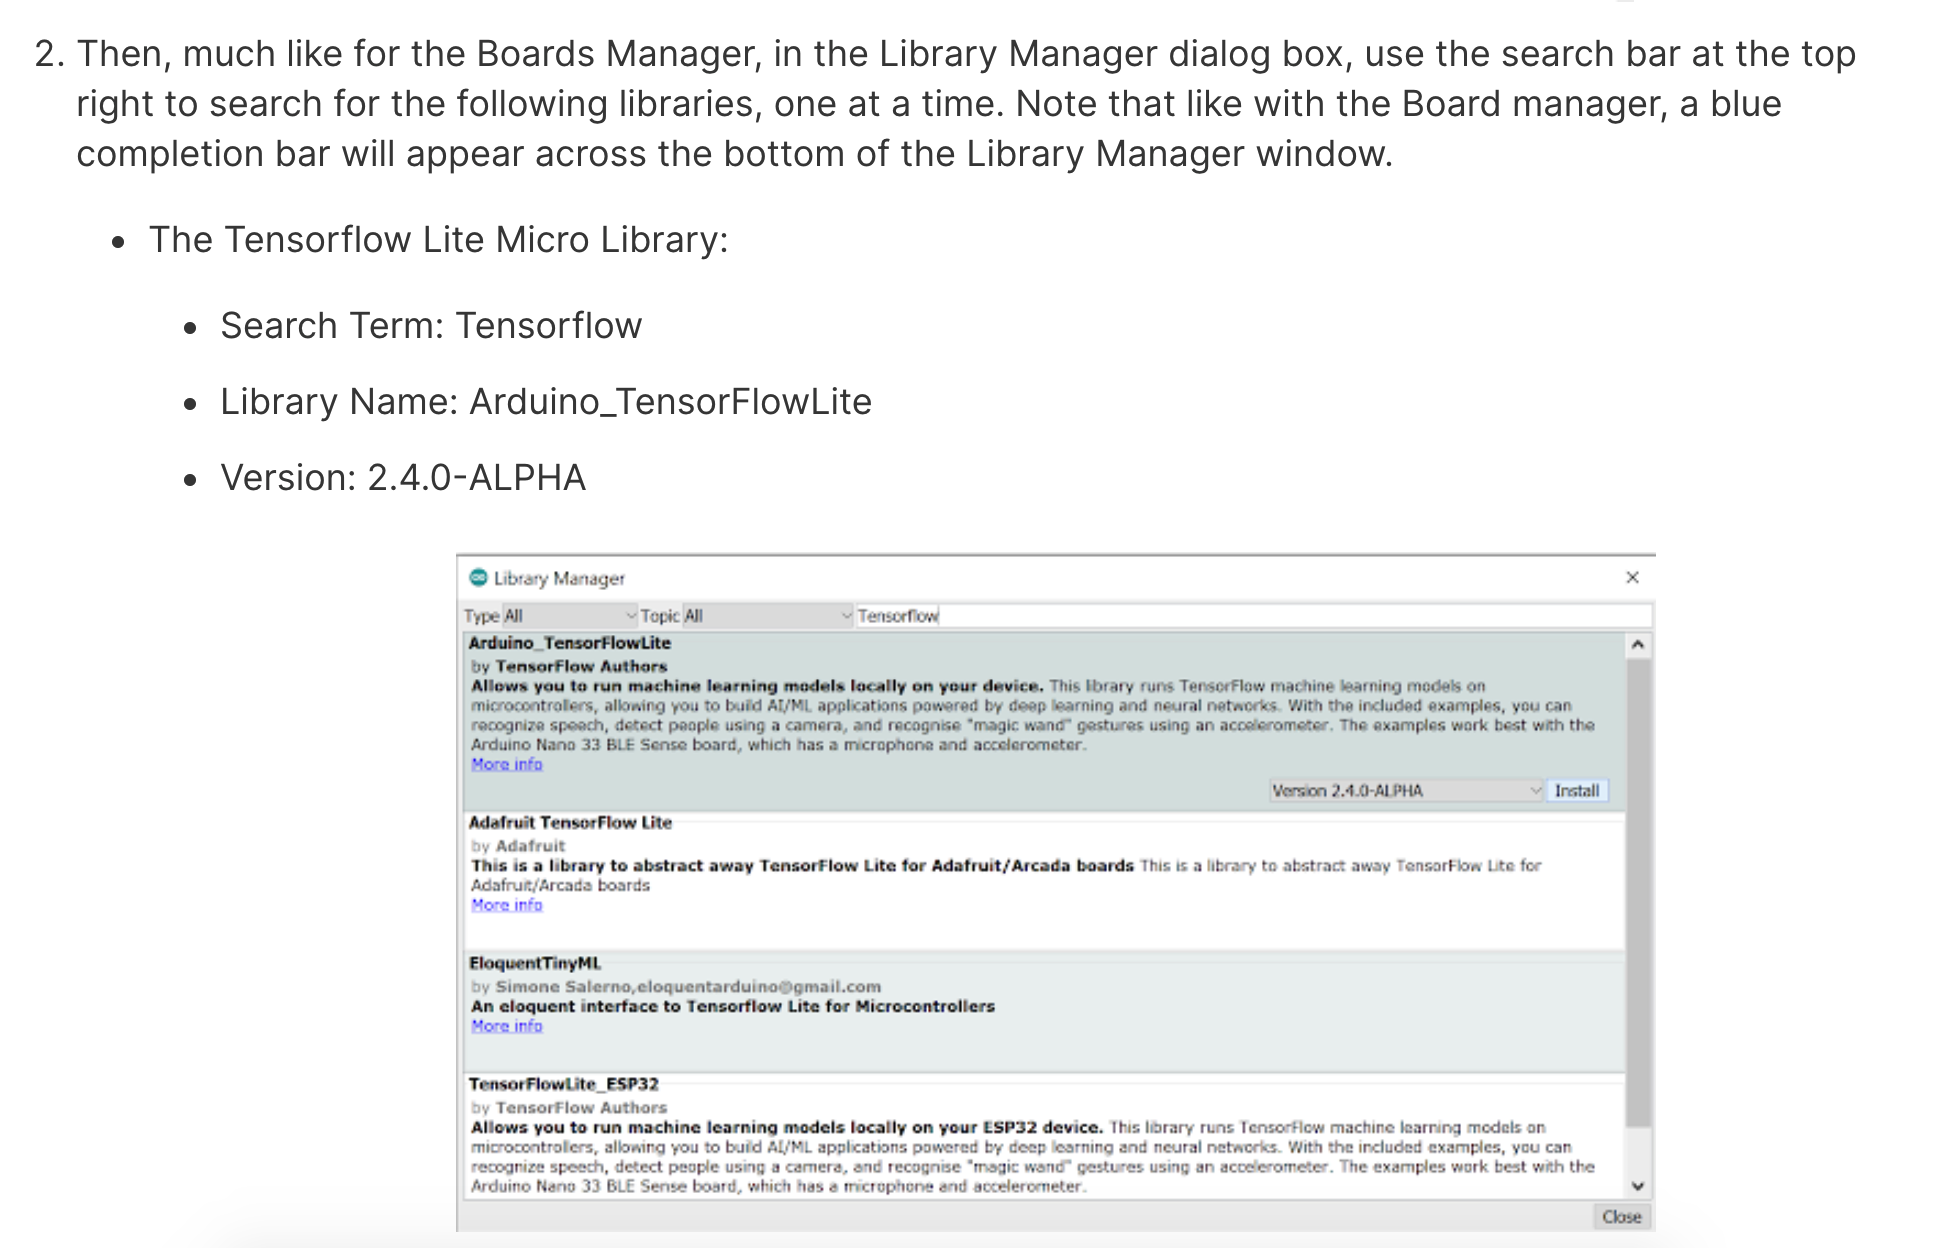 2. Then, much like for the Boards Manager, in the Library Manager dialog box, use the search bar at the top
right to search for the following libraries, one at a time. Note that like with the Board manager, a blue
completion bar will appear across the bottom of the Library Manager window.
• The Tensorflow Lite Micro Library:
• Search Term: Tensorflow
• Library Name: Arduino_TensorFlowLite
• Version: 2.4.0-ALPHA
Library Manager
Type All Topic All Tensorflow
Arduino_TensorFlowLite
by TensorFlow Authors
Allows you to run machine learning models locally on your device. This library runs TensorFlow machine learning models on
microcontrollers, allowing you to build AI/ML applications powered by deep learning and neural networks. With the included examples, you can
recognize speech, detect people using a camera, and recognise "magic wand" gestures using an accelerometer. The examples work best with the
Arduino Nano 33 BLE Sense board, which has a microphone and accelerometer.
More info
Version 2.4.0-ALPHA Install
Adafruit TensorFlow Lite
by Adafruit
This is a library to abstract away TensorFlow Lite for Adafruit/Arcada boards This is a library to abstract away TensorFlow Lite for
Adafruit/Arcada boards
More info
EloquentTinyML
by Simone Salerno,eloquentarduino@gmail.com
An eloquent interface to Tensorflow Lite for Microcontrollers
More info
TensorFlowLite_ESP32
by TensorFlow Authors
Allows you to run machine learning models locally on your ESP32 device. This library runs TensorFlow machine learning models on
microcontrollers, allowing you to build AI/ML applications powered by deep learning and neural networks. With the included examples, you can
recognize speech, detect people using a camera, and recognise "magic wand" gestures using an accelerometer. The examples work best with the
Arduino Nano 33 BLE Sense board, which has a microphone and accelerometer.
Close